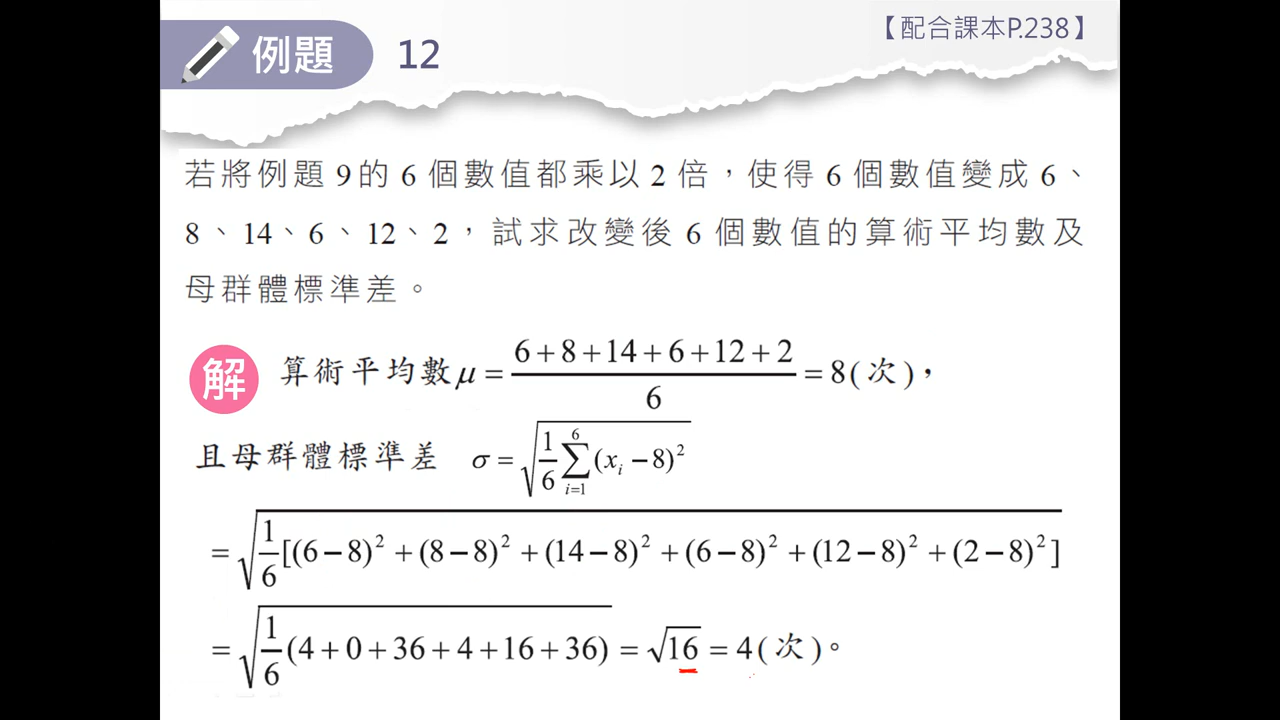 【配合課本P.238】
例題 12
若將例題9的6個數值都乘以2倍，使得6個數值變成6、
8、14、6、12、2，試求改變後6個數值的算術平均數及
母群體標準差。
解 算術平均數μ = (6+8+14+6+12+2)/6 = 8(次)，
且母群體標準差 σ = √(1/6 ∑_{i=1}^{6} (x_i − 8)²)
= √(1/6 [(6−8)² + (8−8)² + (14−8)² + (6−8)² + (12−8)² + (2−8)²])
= √(1/6 (4+0+36+4+16+36)) = √16 = 4(次)。